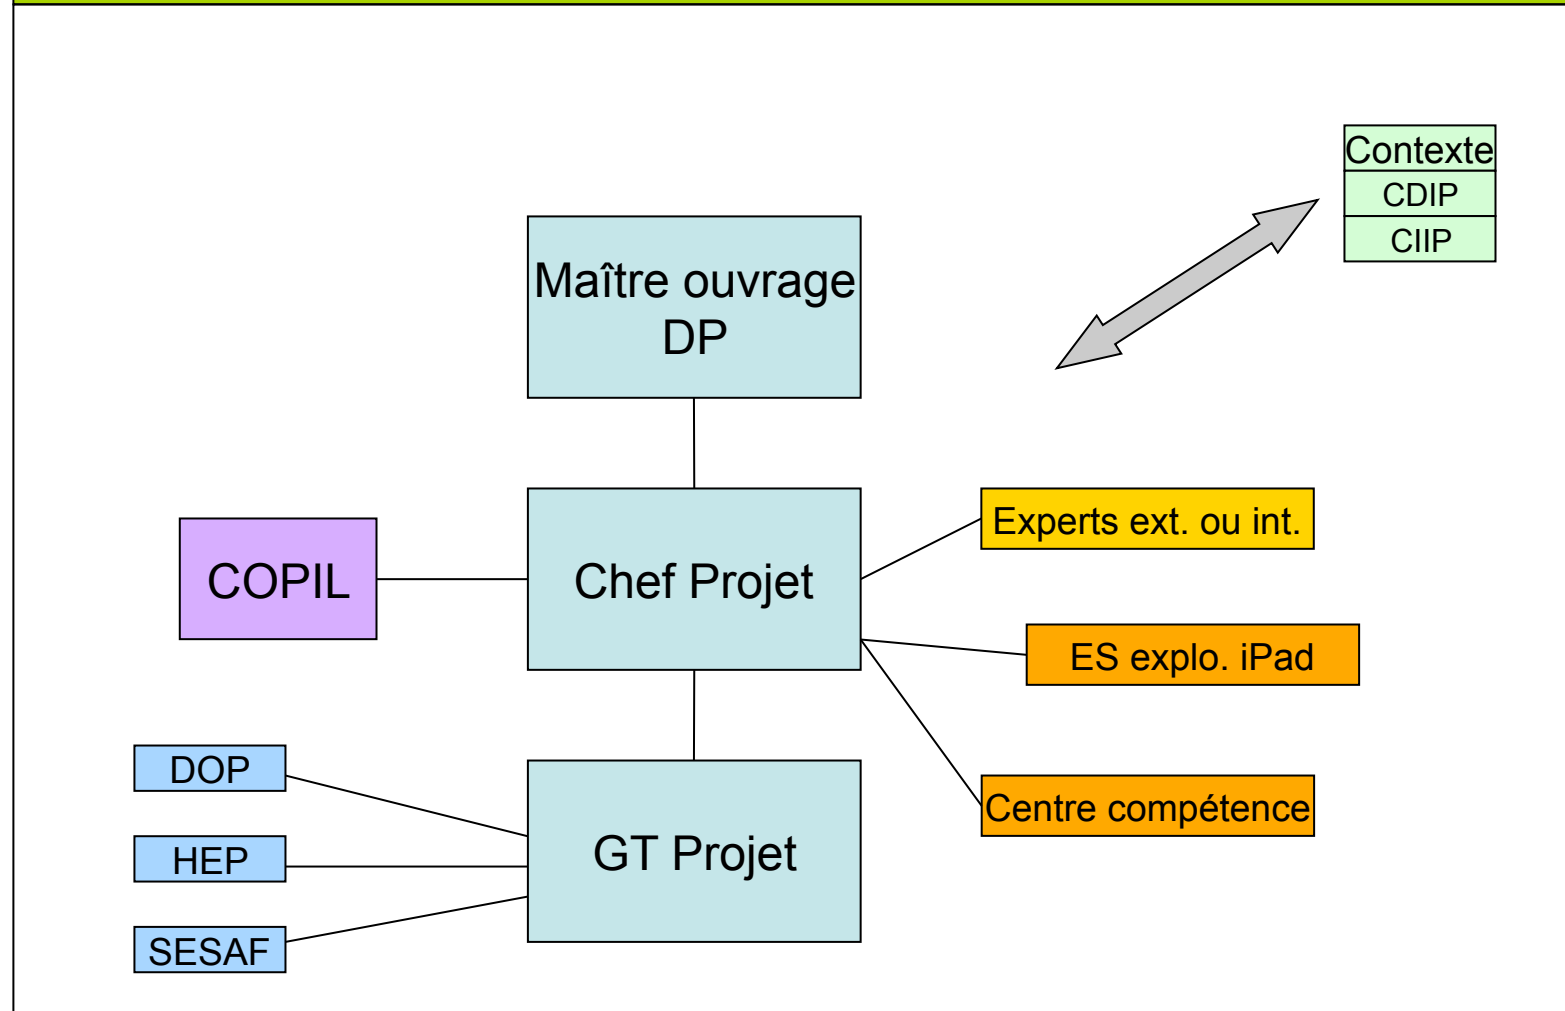 Contexte
CDIP
CIIP
Maître ouvrage
DP
Experts ext. ou int.
COPIL
Chef Projet
ES explo. iPad
DOP
Centre compétence
HEP
GT Projet
SESAF